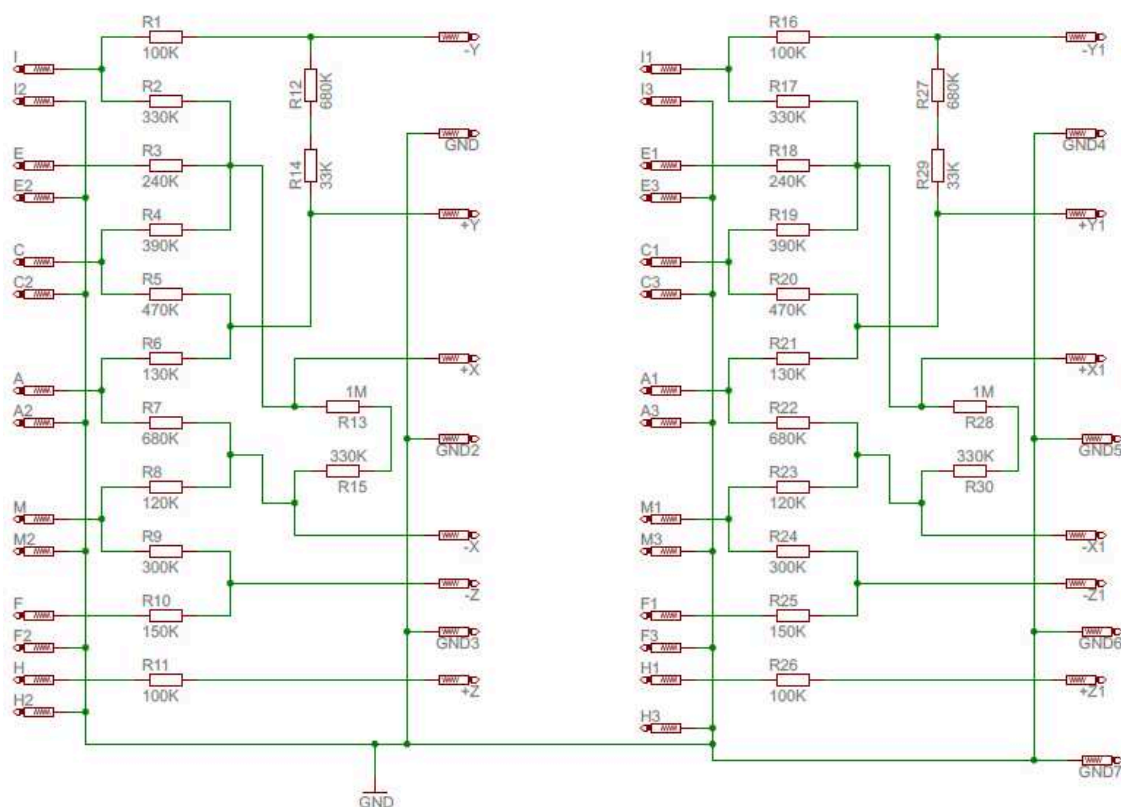 R1
100K
-Y
I
I2
R2
330K
R12
680K
GND
E
R3
240K
R14
33K
E2
R4
390K
+Y
C
C2
R5
470K
R6
130K
+X
A
1M
R13
A2
R7
680K
GND2
330K
R15
R8
120K
M
-X
M2
R9
300K
-Z
F
R10
150K
GND3
F2
H
R11
100K
+Z
H2
GND
R16
100K
-Y1
I1
I3
R17
330K
R27
680K
GND4
E1
R18
240K
R29
33K
E3
R19
390K
+Y1
C1
C3
R20
470K
R21
130K
+X1
A1
1M
R28
A3
R22
680K
GND5
330K
R30
R23
120K
M1
-X1
M3
R24
300K
-Z1
F1
R25
150K
GND6
F3
H1
R26
100K
+Z1
H3
GND7